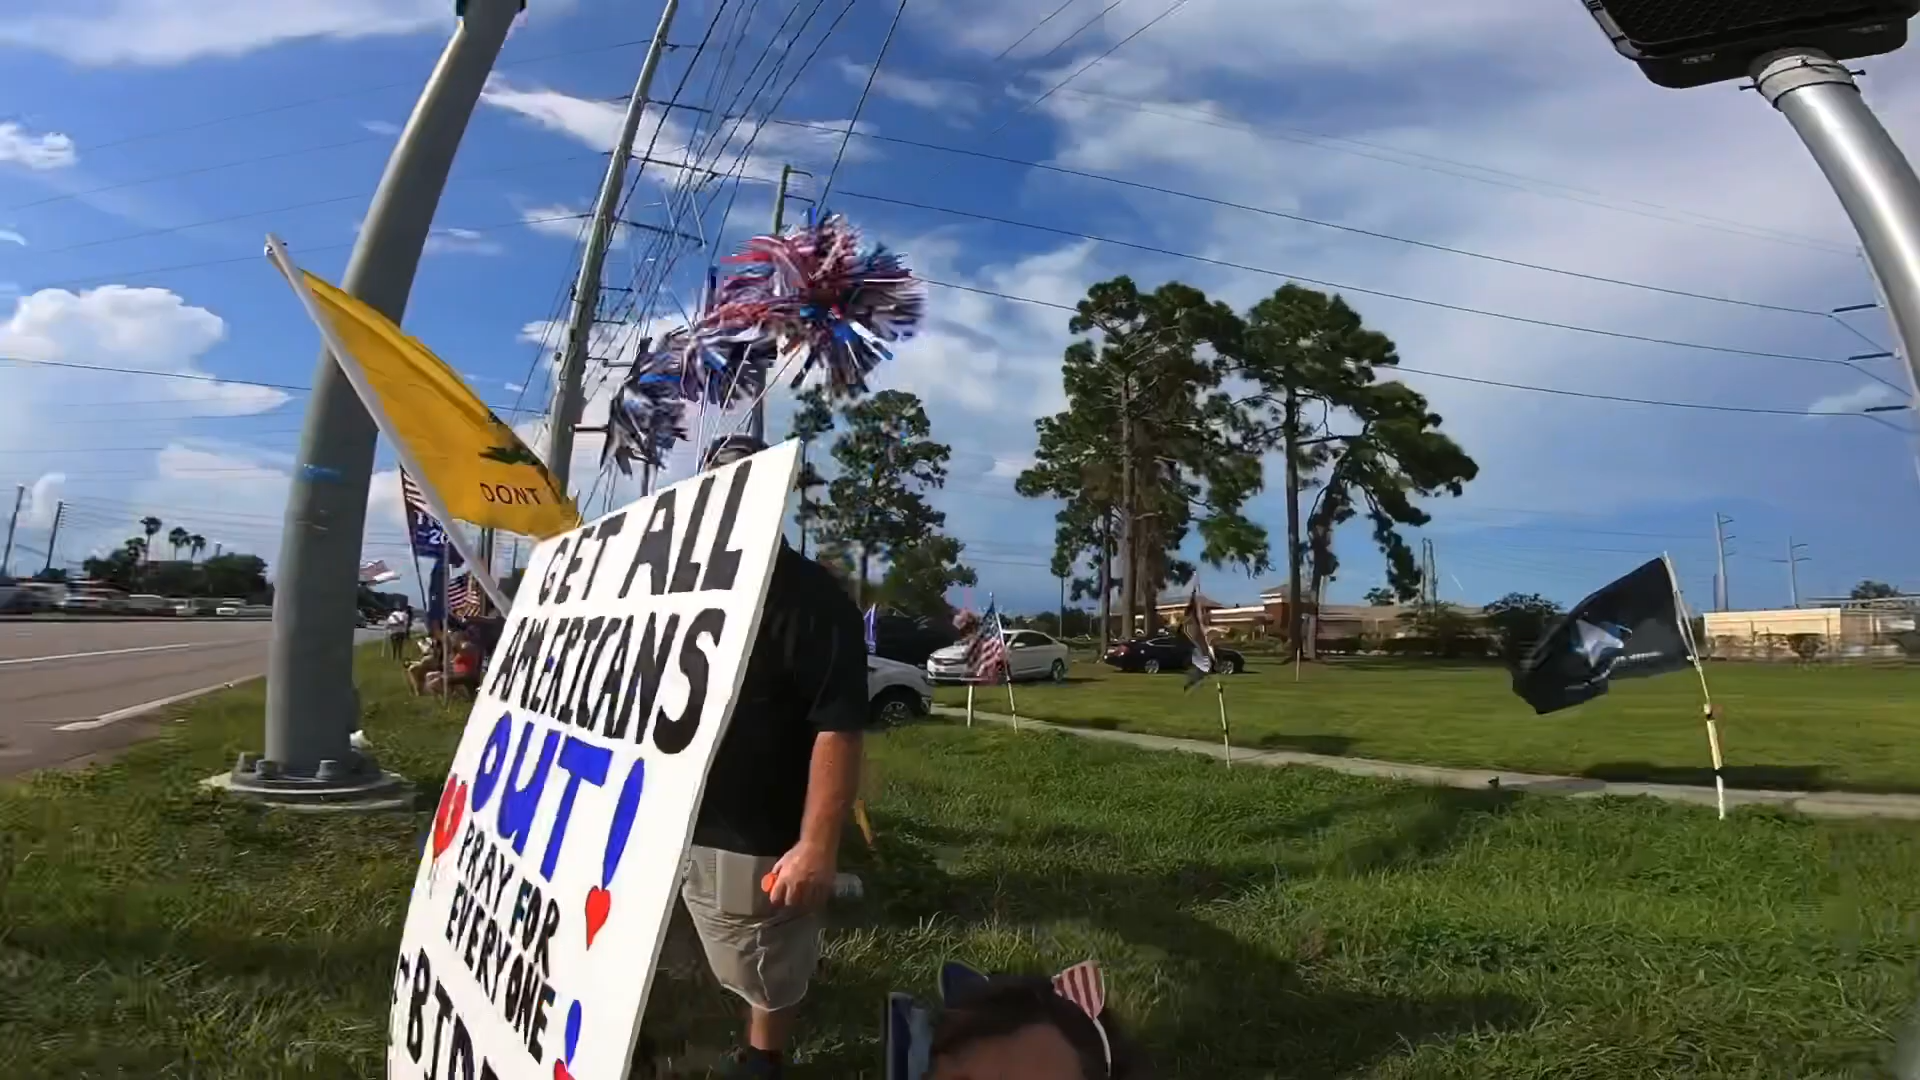 DONT
GET ALL
AMERICANS
OUT!
PRAY FOR
EVERYONE